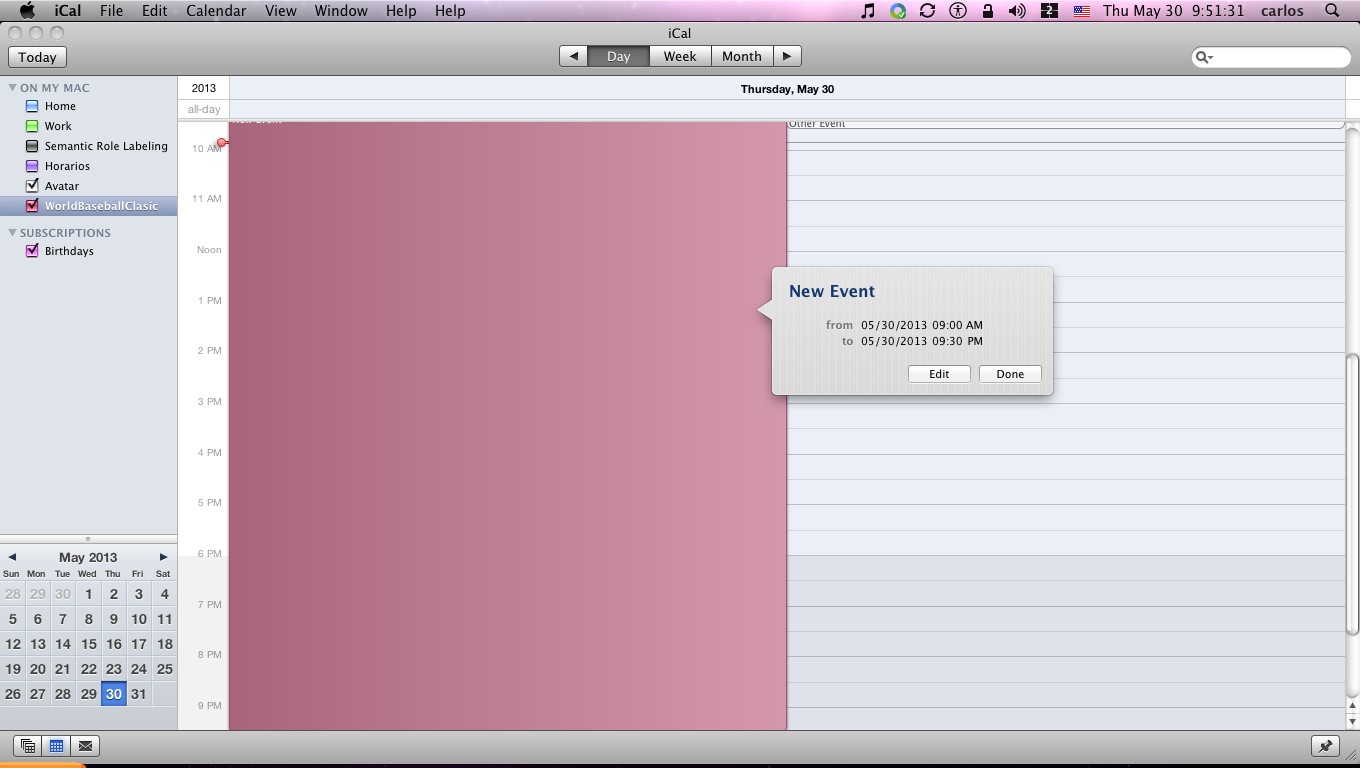 iCal File Edit Calendar View Window Help Help 2 Thu May 30 9:51:31 carlos
iCal
Today
Day Week Month
2013 Thursday, May 30
all-day
ON MY MAC
Home
Work
Semantic Role Labeling
Horarios
Avatar
WorldBaseballClasic
SUBSCRIPTIONS
Birthdays
May 2013
Sun Mon Tue Wed Thu Fri Sat
28 29 30 1 2 3 4
5 6 7 8 9 10 11
12 13 14 15 16 17 18
19 20 21 22 23 24 25
26 27 28 29 30 31
New Event
Other Event
10 AM
11 AM
Noon
1 PM
2 PM
3 PM
4 PM
5 PM
6 PM
7 PM
8 PM
9 PM
New Event
from 05/30/2013 09:00 AM
to 05/30/2013 09:30 PM
Edit Done